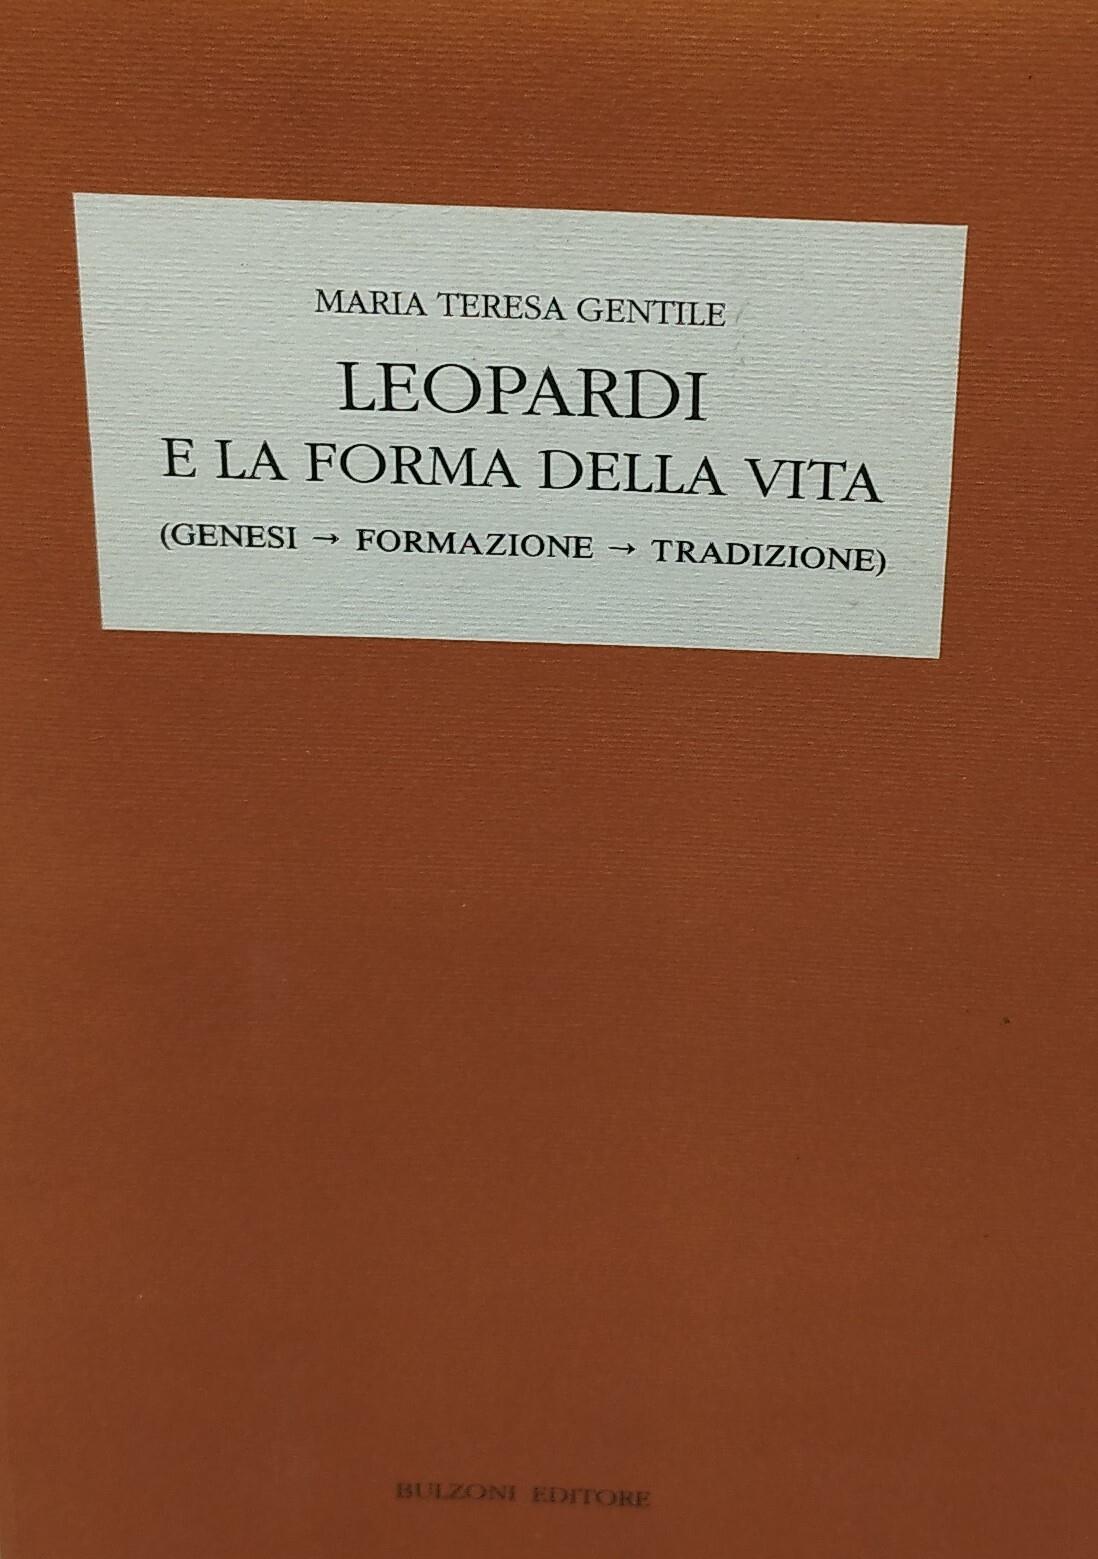 MARIA TERESA GENTILE
LEOPARDI
E LA FORMA DELLA VITA
(GENESI → FORMAZIONE → TRADIZIONE)
BULZONI EDITORE